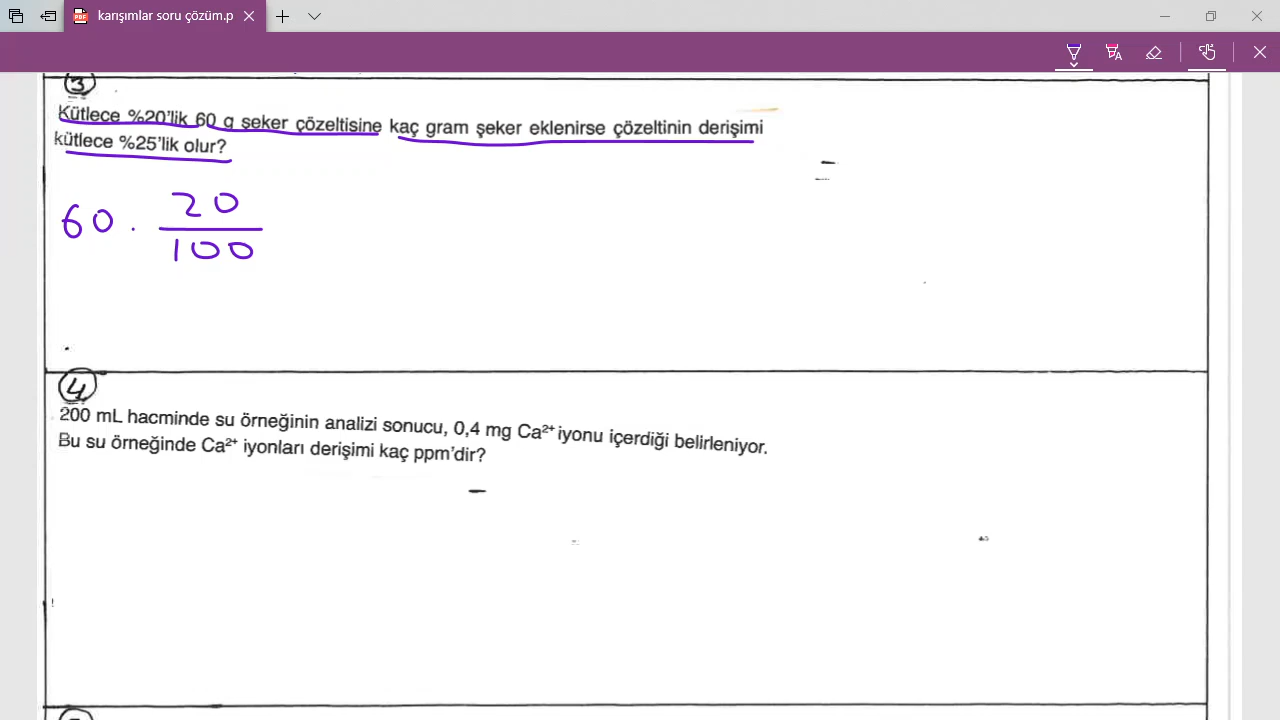 karışımlar soru çözüm.p
3
Kütlece %20'lik 60 g şeker çözeltisine kaç gram şeker eklenirse çözeltinin derişimi
kütlece %25'lik olur?
60 · 20
100
4
200 mL hacminde su örneğinin analizi sonucu, 0,4 mg Ca²⁺ iyonu içerdiği belirleniyor.
Bu su örneğinde Ca²⁺ iyonları derişimi kaç ppm'dir?